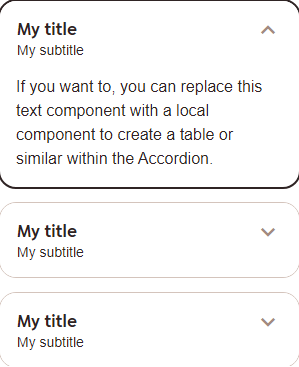 My title
My subtitle
If you want to, you can replace this
text component with a local
component to create a table or
similar within the Accordion.
My title
My subtitle
My title
My subtitle